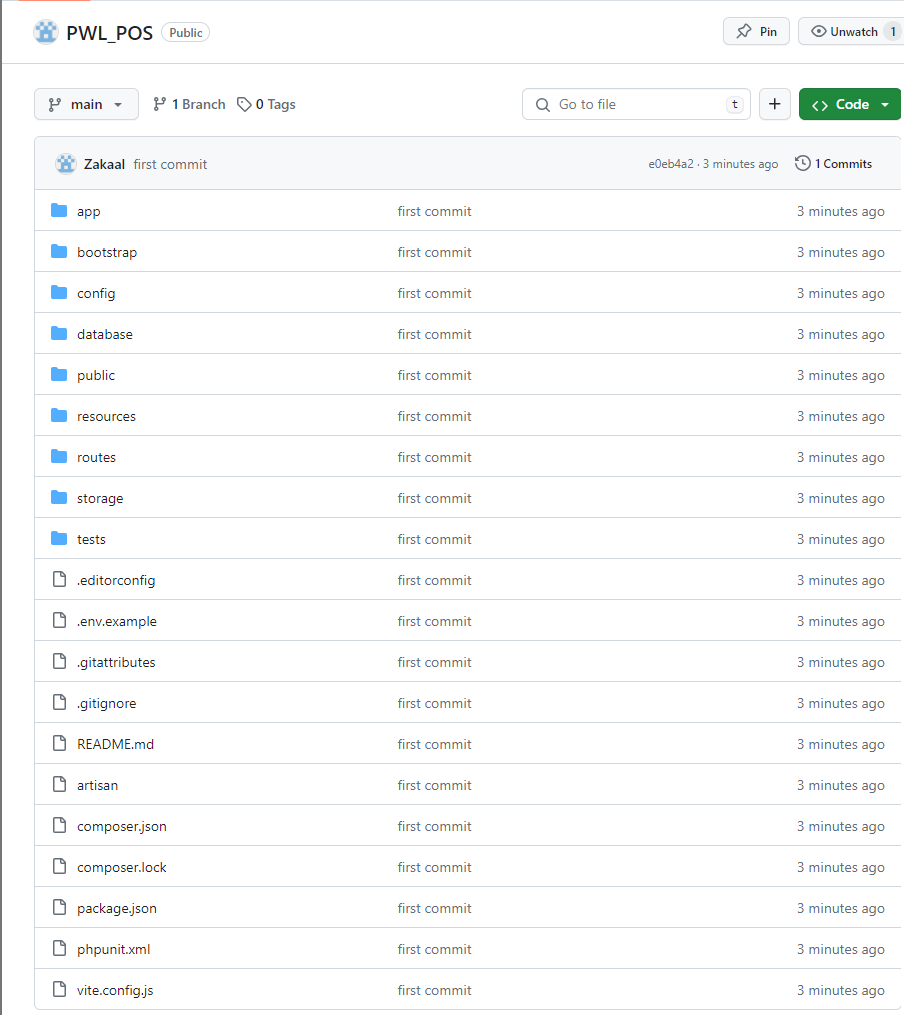 PWL_POS Public Pin Unwatch 1
main 1 Branch 0 Tags Go to file t + <> Code
Zakaal first commit e0eb4a2 · 3 minutes ago 1 Commits
app first commit 3 minutes ago
bootstrap first commit 3 minutes ago
config first commit 3 minutes ago
database first commit 3 minutes ago
public first commit 3 minutes ago
resources first commit 3 minutes ago
routes first commit 3 minutes ago
storage first commit 3 minutes ago
tests first commit 3 minutes ago
.editorconfig first commit 3 minutes ago
.env.example first commit 3 minutes ago
.gitattributes first commit 3 minutes ago
.gitignore first commit 3 minutes ago
README.md first commit 3 minutes ago
artisan first commit 3 minutes ago
composer.json first commit 3 minutes ago
composer.lock first commit 3 minutes ago
package.json first commit 3 minutes ago
phpunit.xml first commit 3 minutes ago
vite.config.js first commit 3 minutes ago